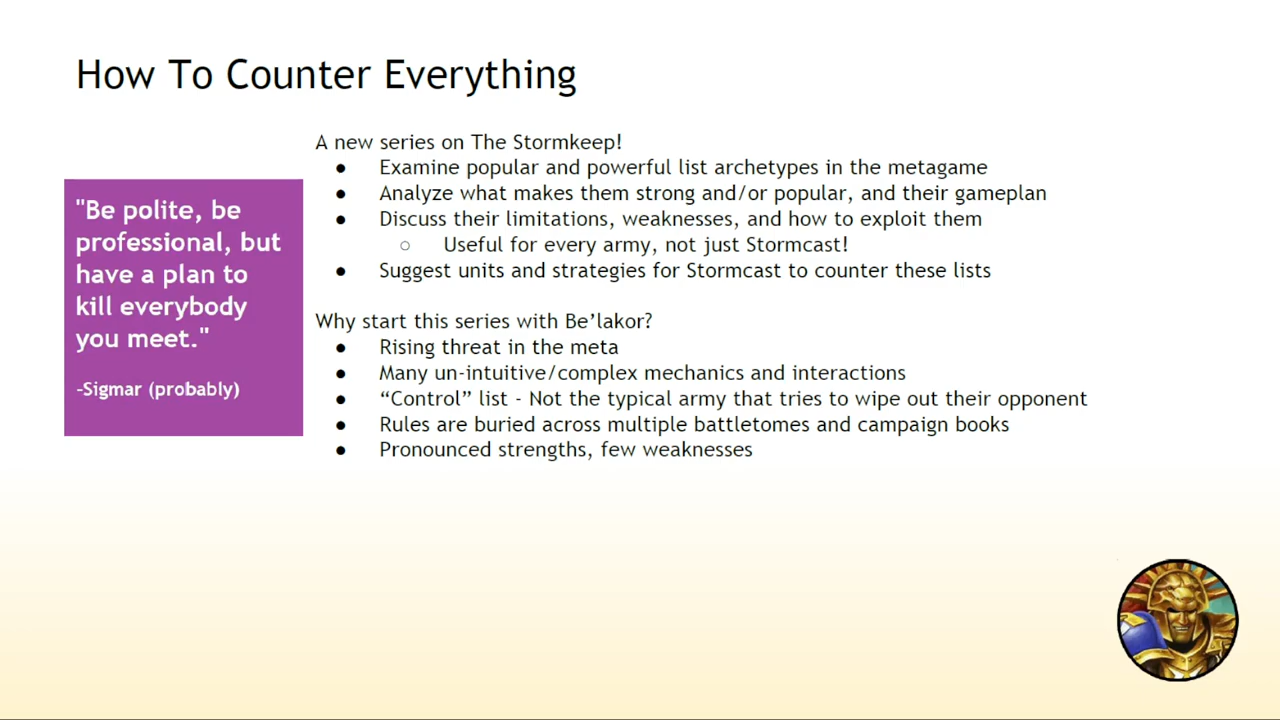 How To Counter Everything
"Be polite, be
professional, but
have a plan to
kill everybody
you meet."
-Sigmar (probably)
A new series on The Stormkeep!
● Examine popular and powerful list archetypes in the metagame
● Analyze what makes them strong and/or popular, and their gameplan
● Discuss their limitations, weaknesses, and how to exploit them
○ Useful for every army, not just Stormcast!
● Suggest units and strategies for Stormcast to counter these lists
Why start this series with Be’lakor?
● Rising threat in the meta
● Many un-intuitive/complex mechanics and interactions
● “Control” list - Not the typical army that tries to wipe out their opponent
● Rules are buried across multiple battletomes and campaign books
● Pronounced strengths, few weaknesses